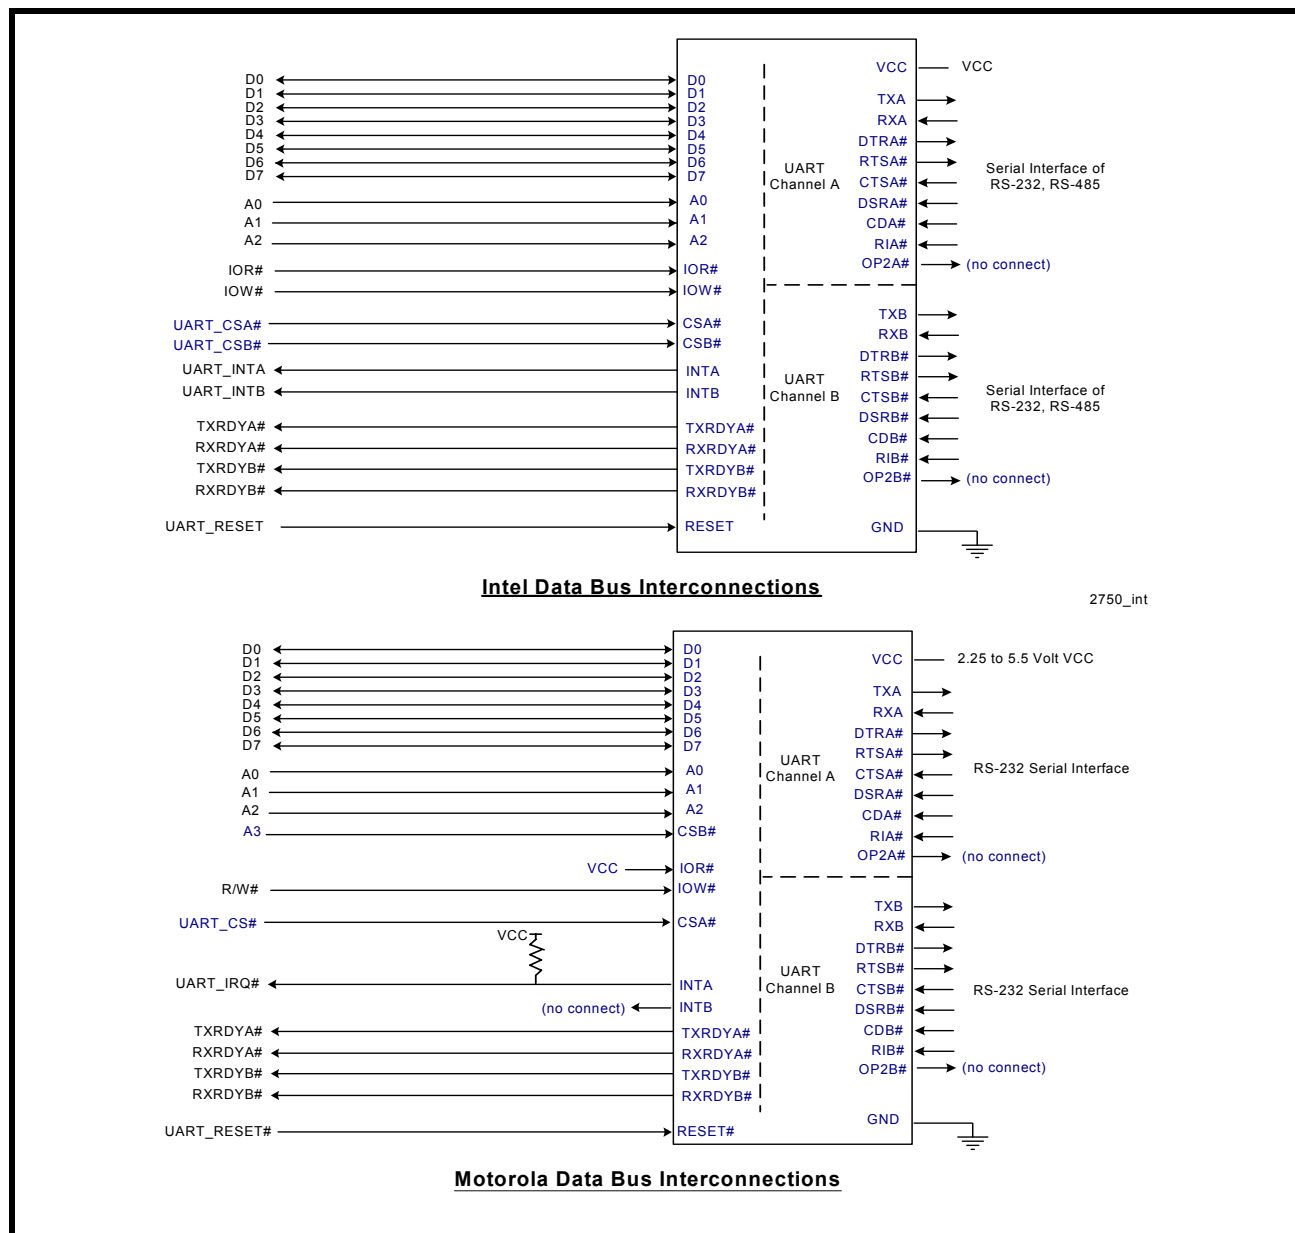 VCC VCC
D0 D0
D1 D1
D2 D2
D3 D3
D4 D4
D5 D5
D6 D6
D7 D7
A0 A0
A1 A1
A2 A2
IOR# IOR#
IOW# IOW#
UART_CSA# CSA#
UART_CSB# CSB#
UART_INTA INTA
UART_INTB INTB
TXRDYA# TXRDYA#
RXRDYA# RXRDYA#
TXRDYB# TXRDYB#
RXRDYB# RXRDYB#
UART_RESET RESET
UART
Channel A
UART
Channel B
TXA
RXA
DTRA#
RTSA#
CTSA#
DSRA#
CDA#
RIA#
OP2A# (no connect)
Serial Interface of
RS-232, RS-485
TXB
RXB
DTRB#
RTSB#
CTSB#
DSRB#
CDB#
RIB#
OP2B# (no connect)
Serial Interface of
RS-232, RS-485
GND
Intel Data Bus Interconnections
2750_int
VCC 2.25 to 5.5 Volt VCC
D0 D0
D1 D1
D2 D2
D3 D3
D4 D4
D5 D5
D6 D6
D7 D7
A0 A0
A1 A1
A2 A2
A3 CSB#
VCC IOR#
R/W# IOW#
UART_CS# CSA#
VCC
UART_IRQ# INTA
(no connect) INTB
TXRDYA# TXRDYA#
RXRDYA# RXRDYA#
TXRDYB# TXRDYB#
RXRDYB# RXRDYB#
UART_RESET# RESET#
UART
Channel A
UART
Channel B
TXA
RXA
DTRA#
RTSA#
CTSA#
DSRA#
CDA#
RIA#
OP2A# (no connect)
RS-232 Serial Interface
TXB
RXB
DTRB#
RTSB#
CTSB#
DSRB#
CDB#
RIB#
OP2B# (no connect)
RS-232 Serial Interface
GND
Motorola Data Bus Interconnections